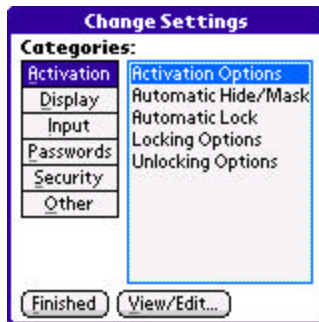 Change Settings
Categories:
Activation
Display
Input
Passwords
Security
Other
Activation Options
Automatic Hide/Mask
Automatic Lock
Locking Options
Unlocking Options
Finished
View/Edit...